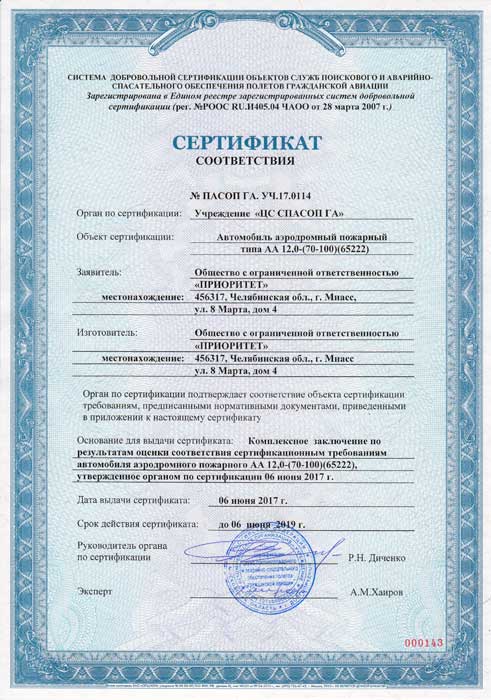 СИСТЕМА ДОБРОВОЛЬНОЙ СЕРТИФИКАЦИИ ОБЪЕКТОВ СЛУЖБ ПОИСКОВОГО И АВАРИЙНО-
СПАСАТЕЛЬНОГО ОБЕСПЕЧЕНИЯ ПОЛЕТОВ ГРАЖДАНСКОЙ АВИАЦИИ
Зарегистрирована в Едином реестре зарегистрированных систем добровольной
сертификации (рег. №РООС RU.И405.04 ЧАОО от 28 марта 2007 г.)
СЕРТИФИКАТ
СООТВЕТСТВИЯ
№ ПАСОП ГА. УЧ.17.0114
Орган по сертификации: Учреждение «ЦС СПАСОП ГА»
Объект сертификации: Автомобиль аэродромный пожарный
типа АА 12,0-(70-100)(65222)
Заявитель: Общество с ограниченной ответственностью
«ПРИОРИТЕТ»
местонахождение: 456317, Челябинская обл., г. Миасс,
ул. 8 Марта, дом 4
Изготовитель: Общество с ограниченной ответственностью
«ПРИОРИТЕТ»
местонахождение: 456317, Челябинская обл., г. Миасс
ул. 8 Марта, дом 4
Орган по сертификации подтверждает соответствие объекта сертификации
требованиям, предписанными нормативными документами, приведенными
в приложении к настоящему сертификату
Основание для выдачи сертификата: Комплексное заключение по
результатам оценки соответствия сертификационным требованиям
автомобиля аэродромного пожарного АА 12,0-(70-100)(65222),
утвержденное органом по сертификации 06 июня 2017 г.
Дата выдачи сертификата: 06 июня 2017 г.
Срок действия сертификата: до 06 июня 2019 г.
Руководитель органа
по сертификации Р.Н. Диченко
Эксперт А.М.Хаиров
000143